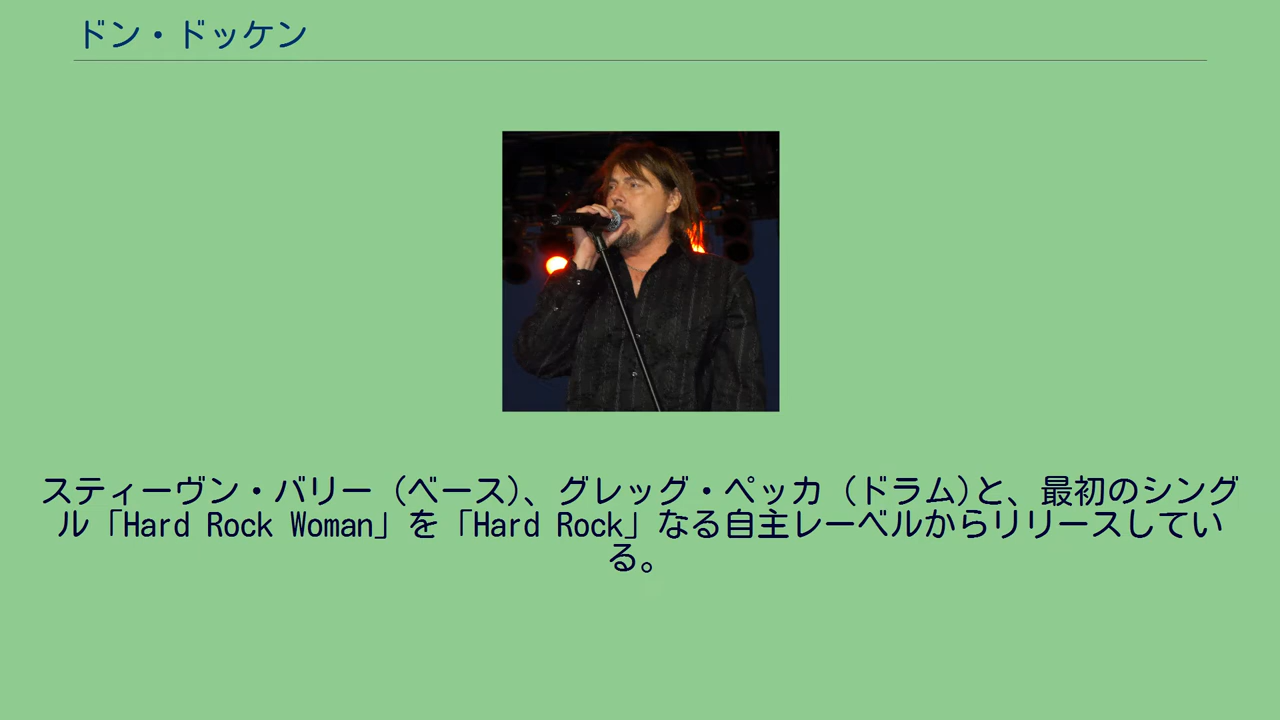 ドン・ドッケン
スティーヴン・バリー (ベース)、グレッグ・ペッカ (ドラム)と、最初のシング
ル「Hard Rock Woman」を「Hard Rock」なる自主レーベルからリリースしてい
る。